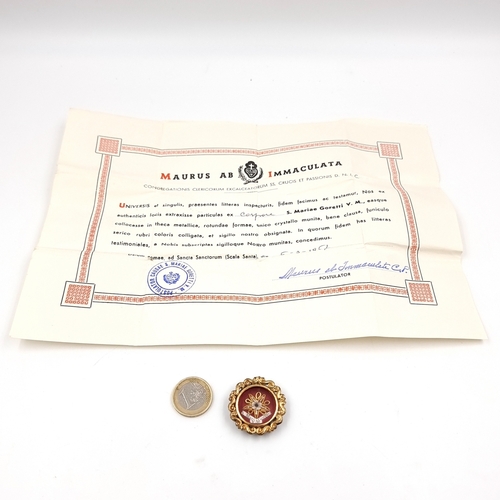 MAURUS AB IMMACULATA
CONGREGATIONIS CLERICORUM EXCALCEATORUM SS. CRUCIS ET PASSIONIS D. N.
UNIVERSIS et singulis, praesentes litteras inspecturis, fidem facimus ac testamur, Nos ex
authenticis locis extraxisse particulas ex Corpore S. Mariae Goretti V. M., easque
collocasse in theca metallica, rotundae formae, unico crystallo munita, bene clausa, funiculo
serico rubri coloris colligata, et sigillo nostro obsignata. In quorum fidem has litteras
testimoniales, a Nobis subscriptas sigilloque Nostro munitas, concedimus.
Romae, ad Sancta Sanctorum (Scala Santa)
Maurus ab Immaculata C.P.
POSTULATOR